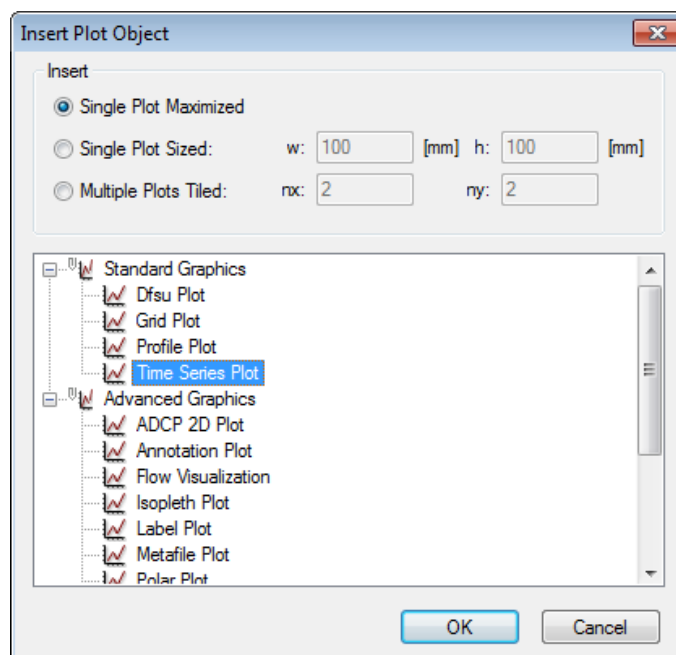 Insert Plot Object
Insert
Single Plot Maximized
Single Plot Sized: w: 100 [mm] h: 100 [mm]
Multiple Plots Tiled: nx: 2 ny: 2
Standard Graphics
Dfsu Plot
Grid Plot
Profile Plot
Time Series Plot
Advanced Graphics
ADCP 2D Plot
Annotation Plot
Flow Visualization
Isopleth Plot
Label Plot
Metafile Plot
Polar Plot
OK Cancel